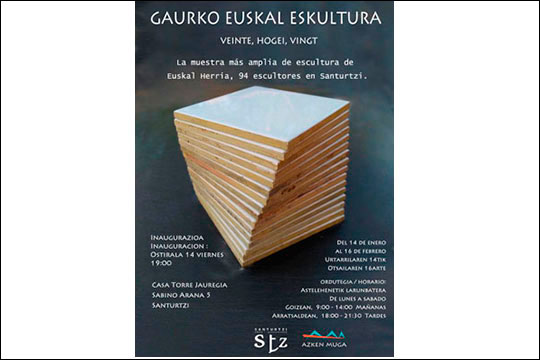 GAURKO EUSKAL ESKULTURA
VEINTE, HOGEI, VINGT
La muestra más amplia de escultura de
Euskal Herria, 94 escultores en Santurtzi.
INAUGURAZIOA
INAUGURACION :
OSTIRALA 14 VIERNES
19:00
CASA TORRE JAUREGIA
SABINO ARANA 5
SANTURTZI
DEL 14 DE ENERO
AL 16 DE FEBRERO
URTARRILAREN 14TIK
OTSAILAREN 16ARTE
ORDUTEGIA / HORARIO:
ASTELEHENETIK LARUNBATERA
DE LUNES A SABADO
GOIZEAN, 9:00 - 14:00 MAÑANAS
ARRATSALDEAN, 18:00 - 21:30 TARDES
SANTURTZI
Stz
AZKEN MUGA